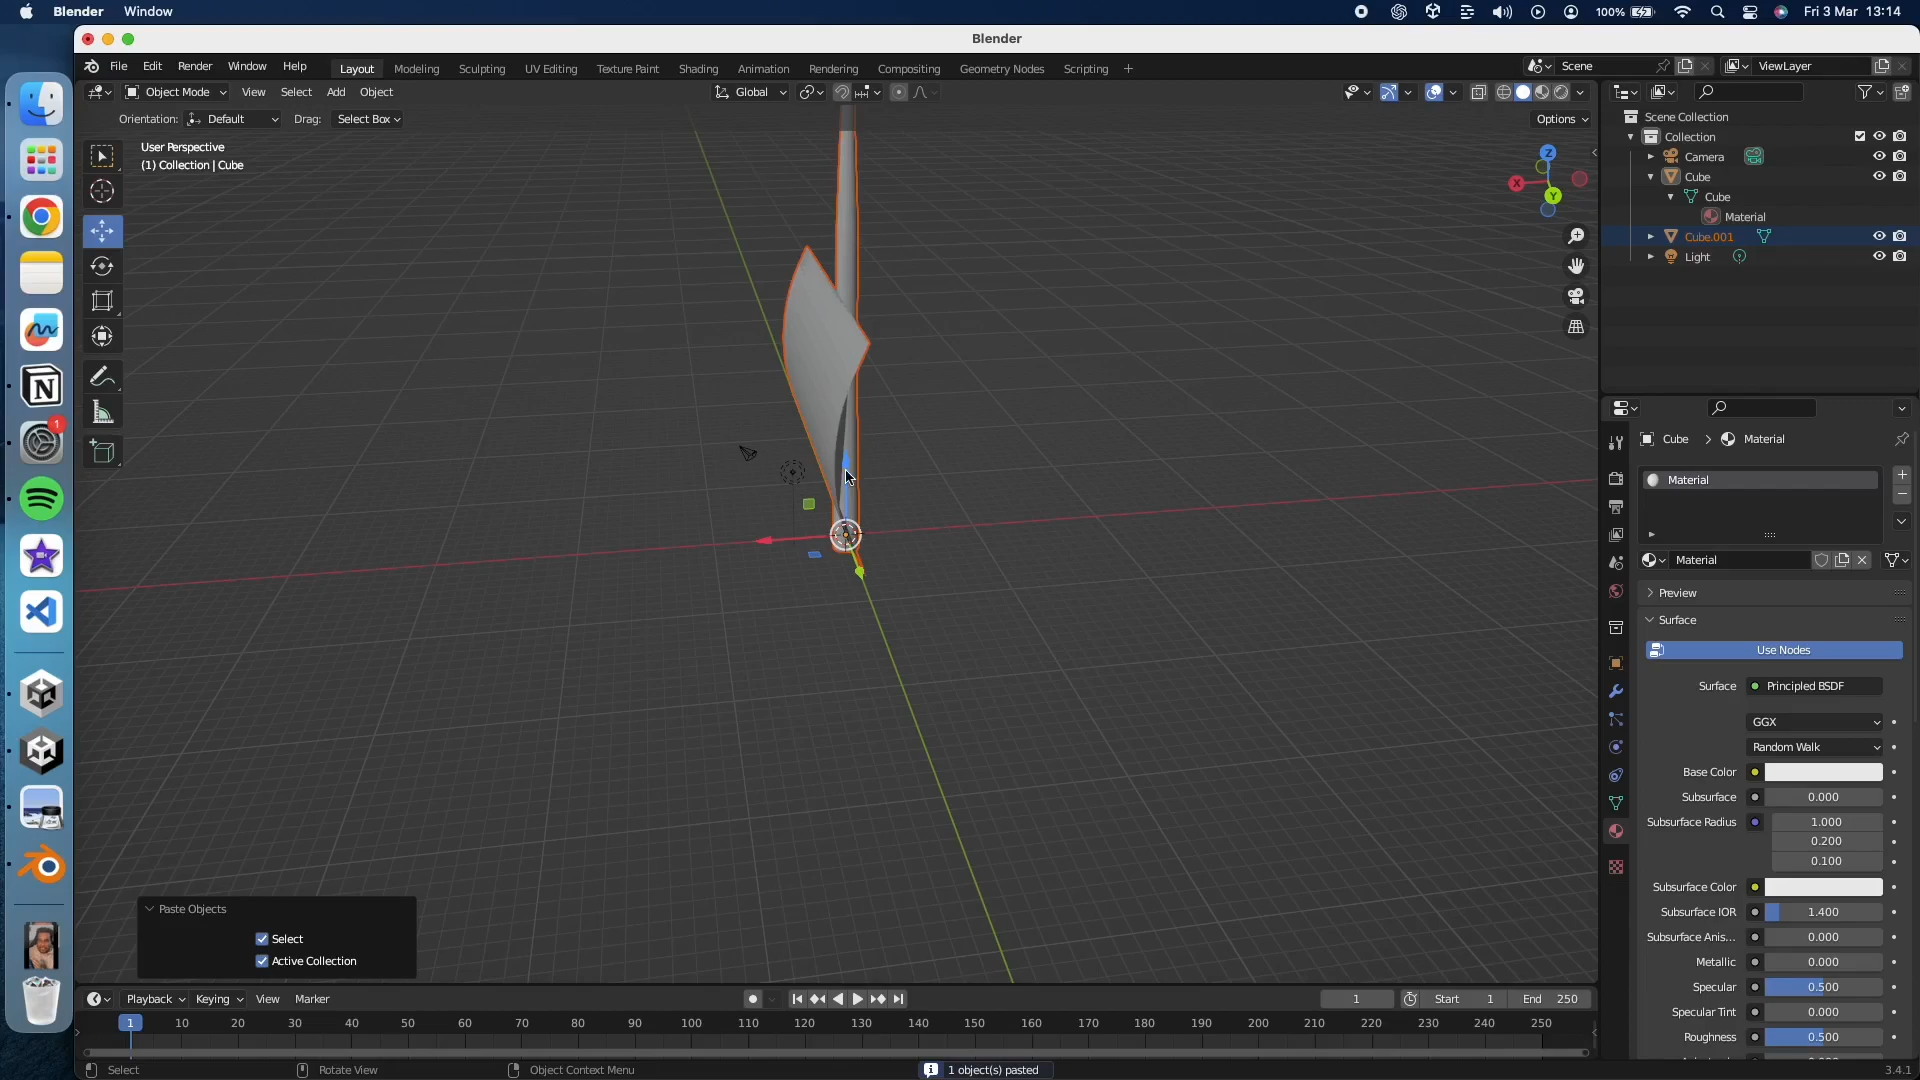 Blender Window 100% Fri 3 Mar 13:14
Blender
File Edit Render Window Help Layout Modeling Sculpting UV Editing Texture Paint Shading Animation Rendering Compositing Geometry Nodes Scripting + Scene ViewLayer
Object Mode View Select Add Object Global
Orientation: Default Drag: Select Box Options
User Perspective
(1) Collection | Cube
Z
X
Y
1
Scene Collection
Collection
Camera
Cube
Cube
Material
Cube.001
Light
Cube > Material
Material
Material
Preview
Surface
Use Nodes
Surface Principled BSDF
GGX
Random Walk
Base Color
Subsurface 0.000
Subsurface Radius 1.000
0.200
0.100
Subsurface Color
Subsurface IOR 1.400
Subsurface Anis... 0.000
Metallic 0.000
Specular 0.500
Specular Tint 0.000
Roughness 0.500
Paste Objects
Select
Active Collection
Playback Keying View Marker 1 Start 1 End 250
1 10 20 30 40 50 60 70 80 90 100 110 120 130 140 150 160 170 180 190 200 210 220 230 240 250
Select Rotate View Object Context Menu 1 object(s) pasted 3.4.1